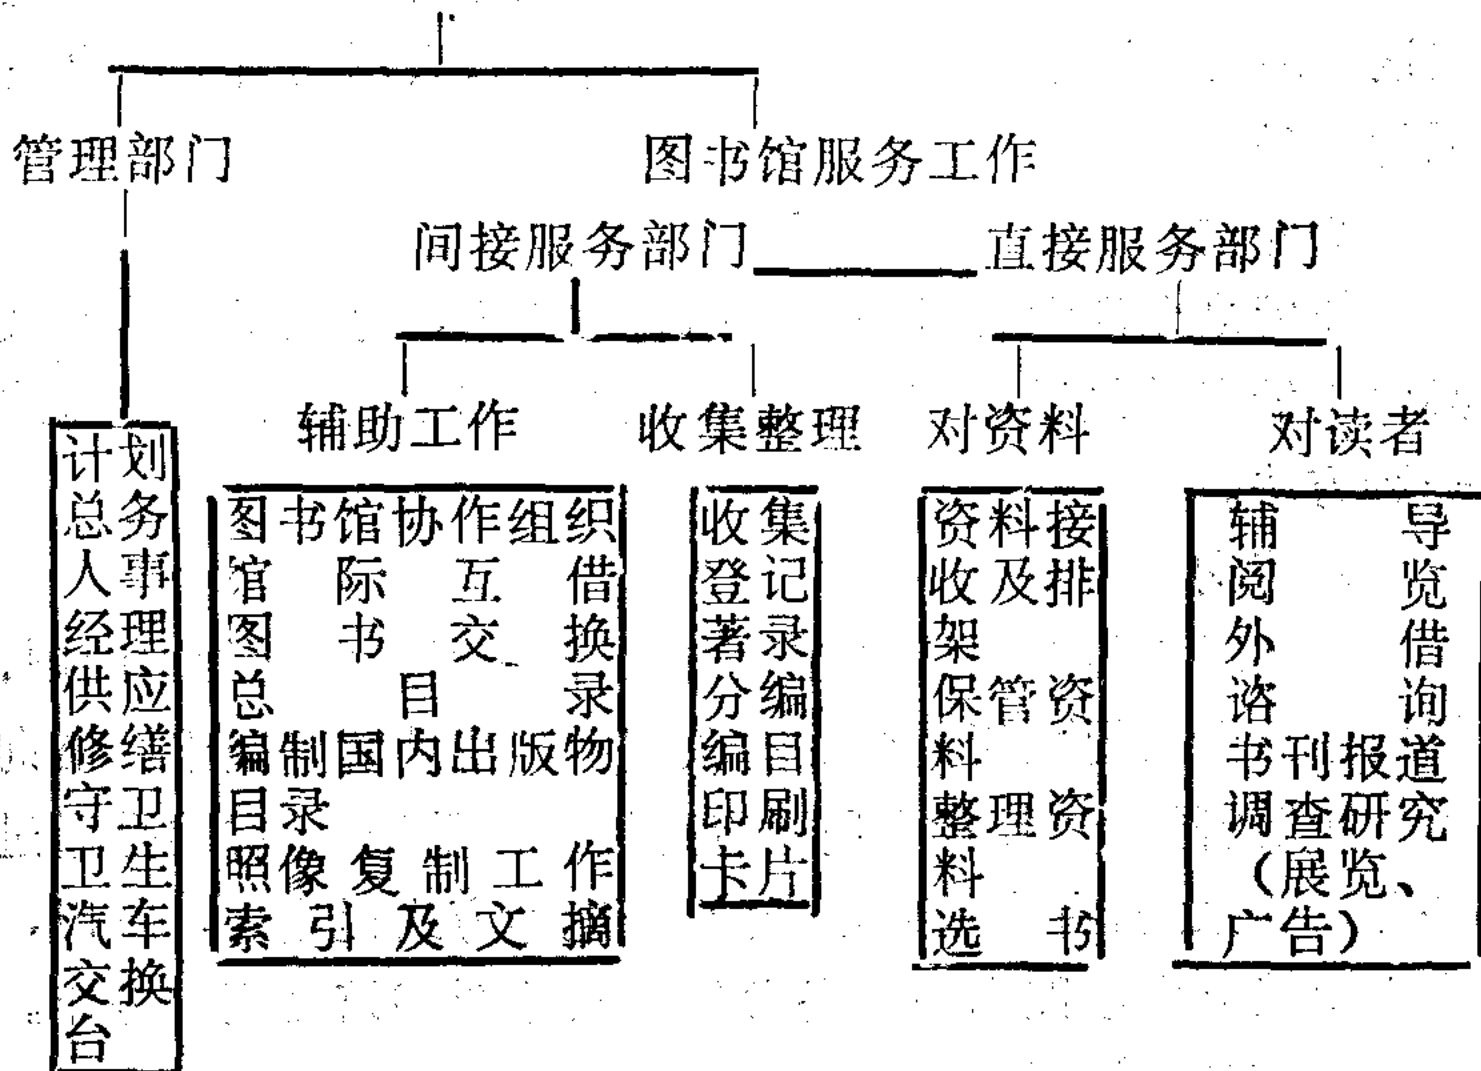 管理部门
图书馆服务工作
间接服务部门
直接服务部门
辅助工作
收集整理
对资料
对读者
计划
总务
人事
经理
供应
修缮
守卫
卫生
汽车
交换
台
图书馆协作组织
馆际互借
图书交换
总目录
编制国内出版物
目录
照像复制工作
索引及文摘
收集
登记
著录
分编
编目
印刷
卡片
资料接
收及排
架
保管资
料
整理资
料
选书
辅导
阅览
外借
谘询
书刊报道
调查研究
（展览、
广告）